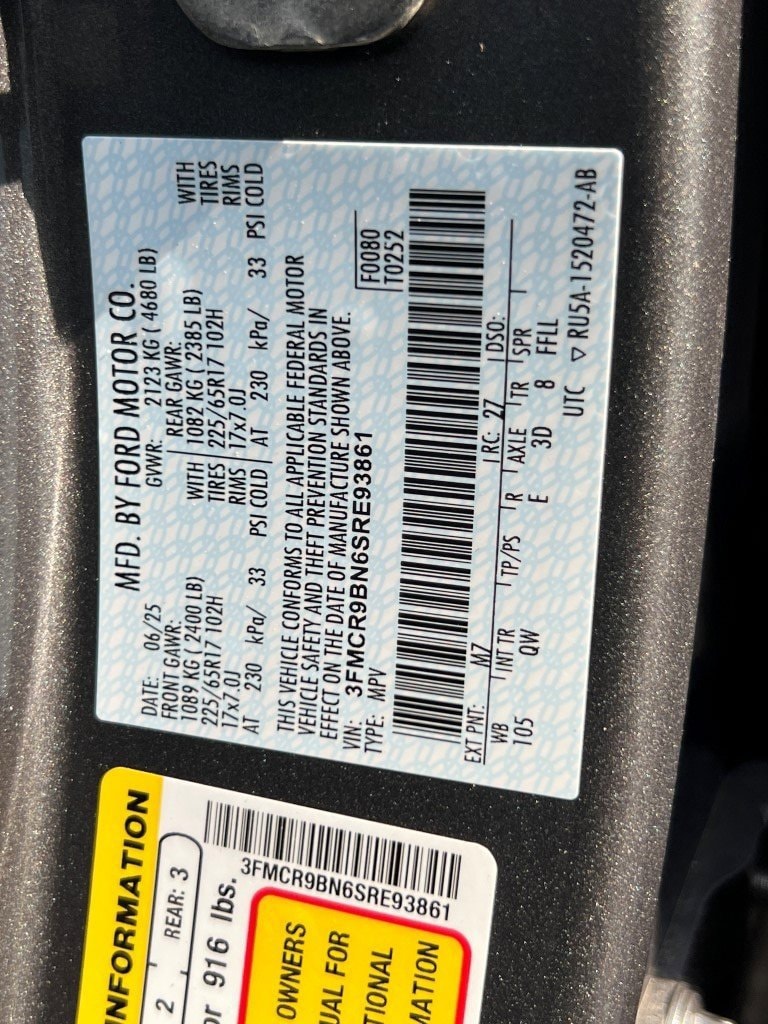 MFD. BY FORD MOTOR CO.
DATE: 06/25 GVWR: 2123 KG ( 4680 LB)
FRONT GAWR: REAR GAWR:
1089 KG ( 2400 LB) WITH 1082 KG ( 2385 LB) WITH
225/65R17 102H TIRES 225/65R17 102H TIRES
17x7.0J RIMS 17x7.0J RIMS
AT 230 kPa/ 33 PSI COLD AT 230 kPa/ 33 PSI COLD
THIS VEHICLE CONFORMS TO ALL APPLICABLE FEDERAL MOTOR
VEHICLE SAFETY AND THEFT PREVENTION STANDARDS IN
EFFECT ON THE DATE OF MANUFACTURE SHOWN ABOVE.
VIN: 3FMCR9BN6SRE93861
TYPE: MPV
F0080
T0252
EXT PNT: M7 RC: 27 DSO:
WB INT TR TP/PS R AXLE TR SPR
105 QW E 3D 8 FFLL
UTC ▽ RU5A-1520472-AB
INFORMATION
2 REAR: 3
or 916 lbs.
3FMCR9BN6SRE93861
OWNERS
UAL FOR
TIONAL
MATION